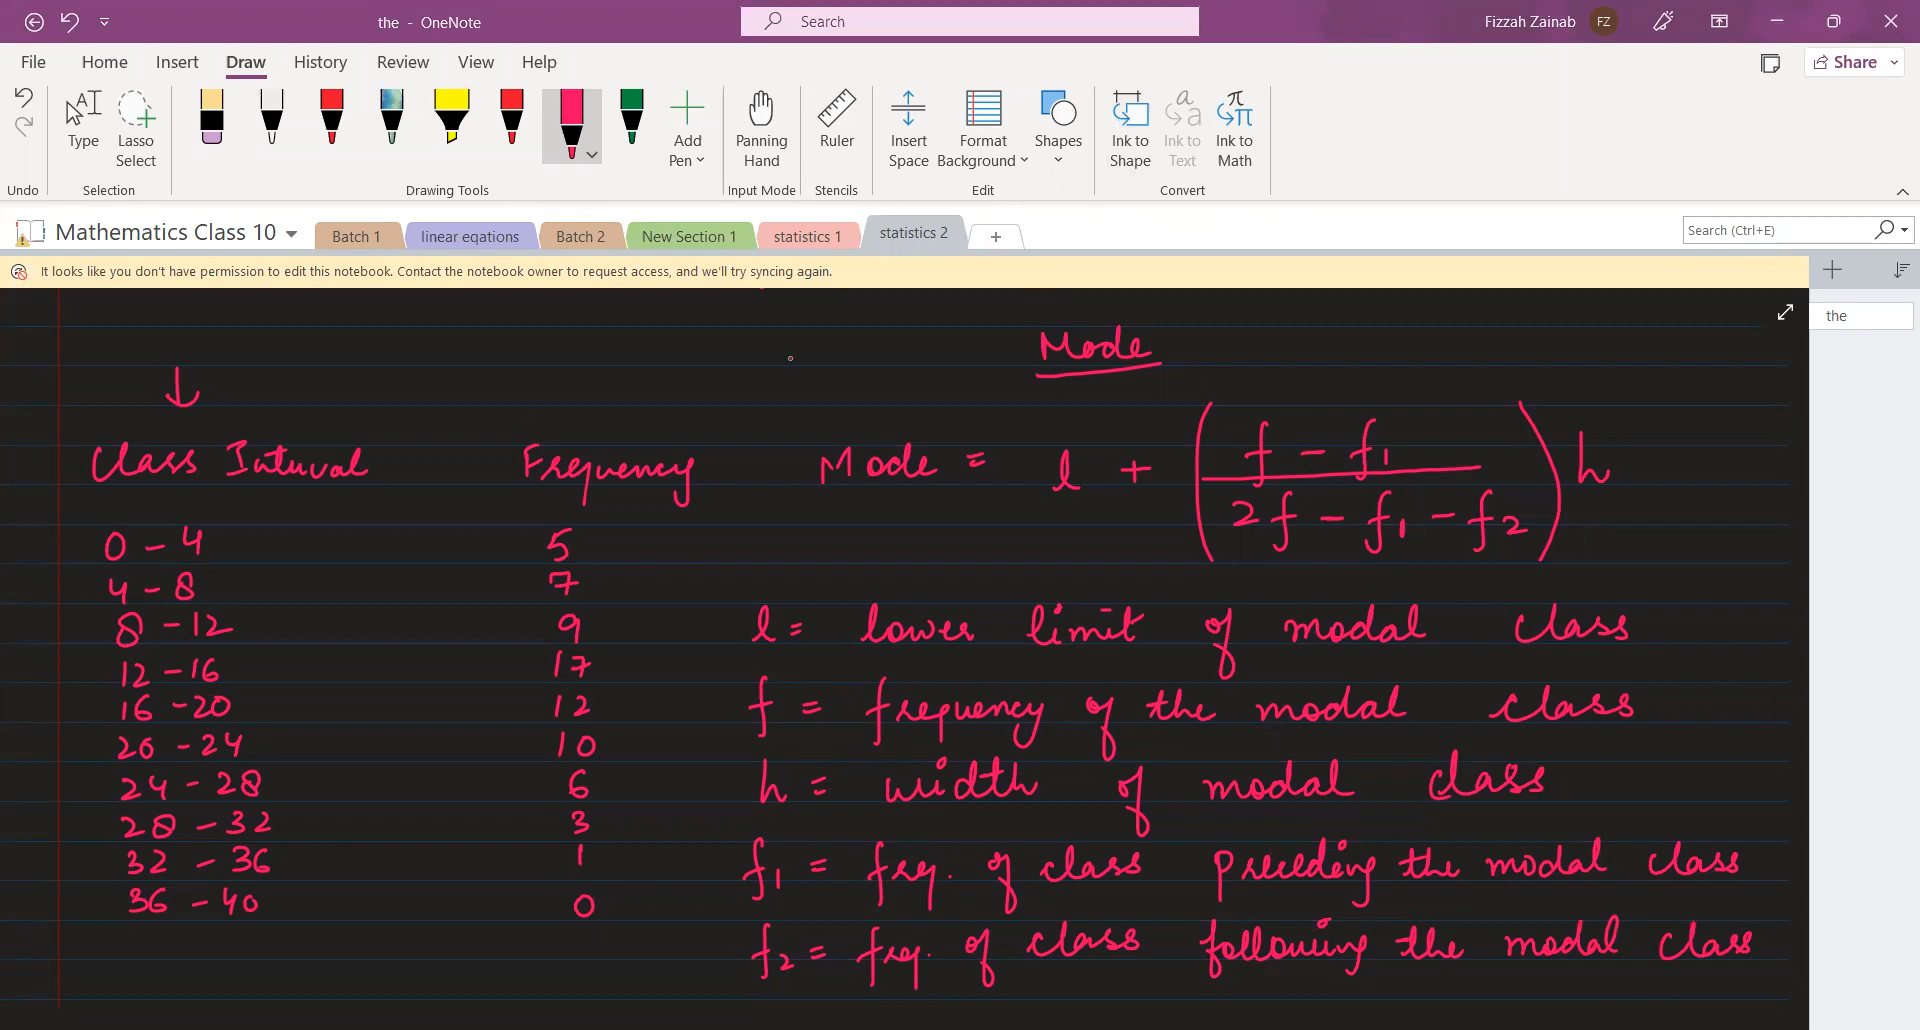 the - OneNote
Search
Fizzah Zainab FZ
File Home Insert Draw History Review View Help
Share
Type Lasso Select Add Pen Panning Hand Ruler Insert Space Format Background Shapes Ink to Shape Ink to Text Ink to Math
Undo Selection Drawing Tools Input Mode Stencils Edit Convert
Mathematics Class 10 Batch 1 linear eqations Batch 2 New Section 1 statistics 1 statistics 2
Search (Ctrl+E)
It looks like you don't have permission to edit this notebook. Contact the notebook owner to request access, and we'll try syncing again.
the
Mode
Class Interval Frequency
0 - 4 5
4 - 8 7
8 - 12 9
12 - 16 17
16 - 20 12
20 - 24 10
24 - 28 6
28 - 32 3
32 - 36 1
36 - 40 0
Mode = l + (f - f₁ / 2f - f₁ - f₂) h
l = lower limit of modal class
f = frequency of the modal class
h = width of modal class
f₁ = freq. of class preceding the modal class
f₂ = freq. of class following the modal class